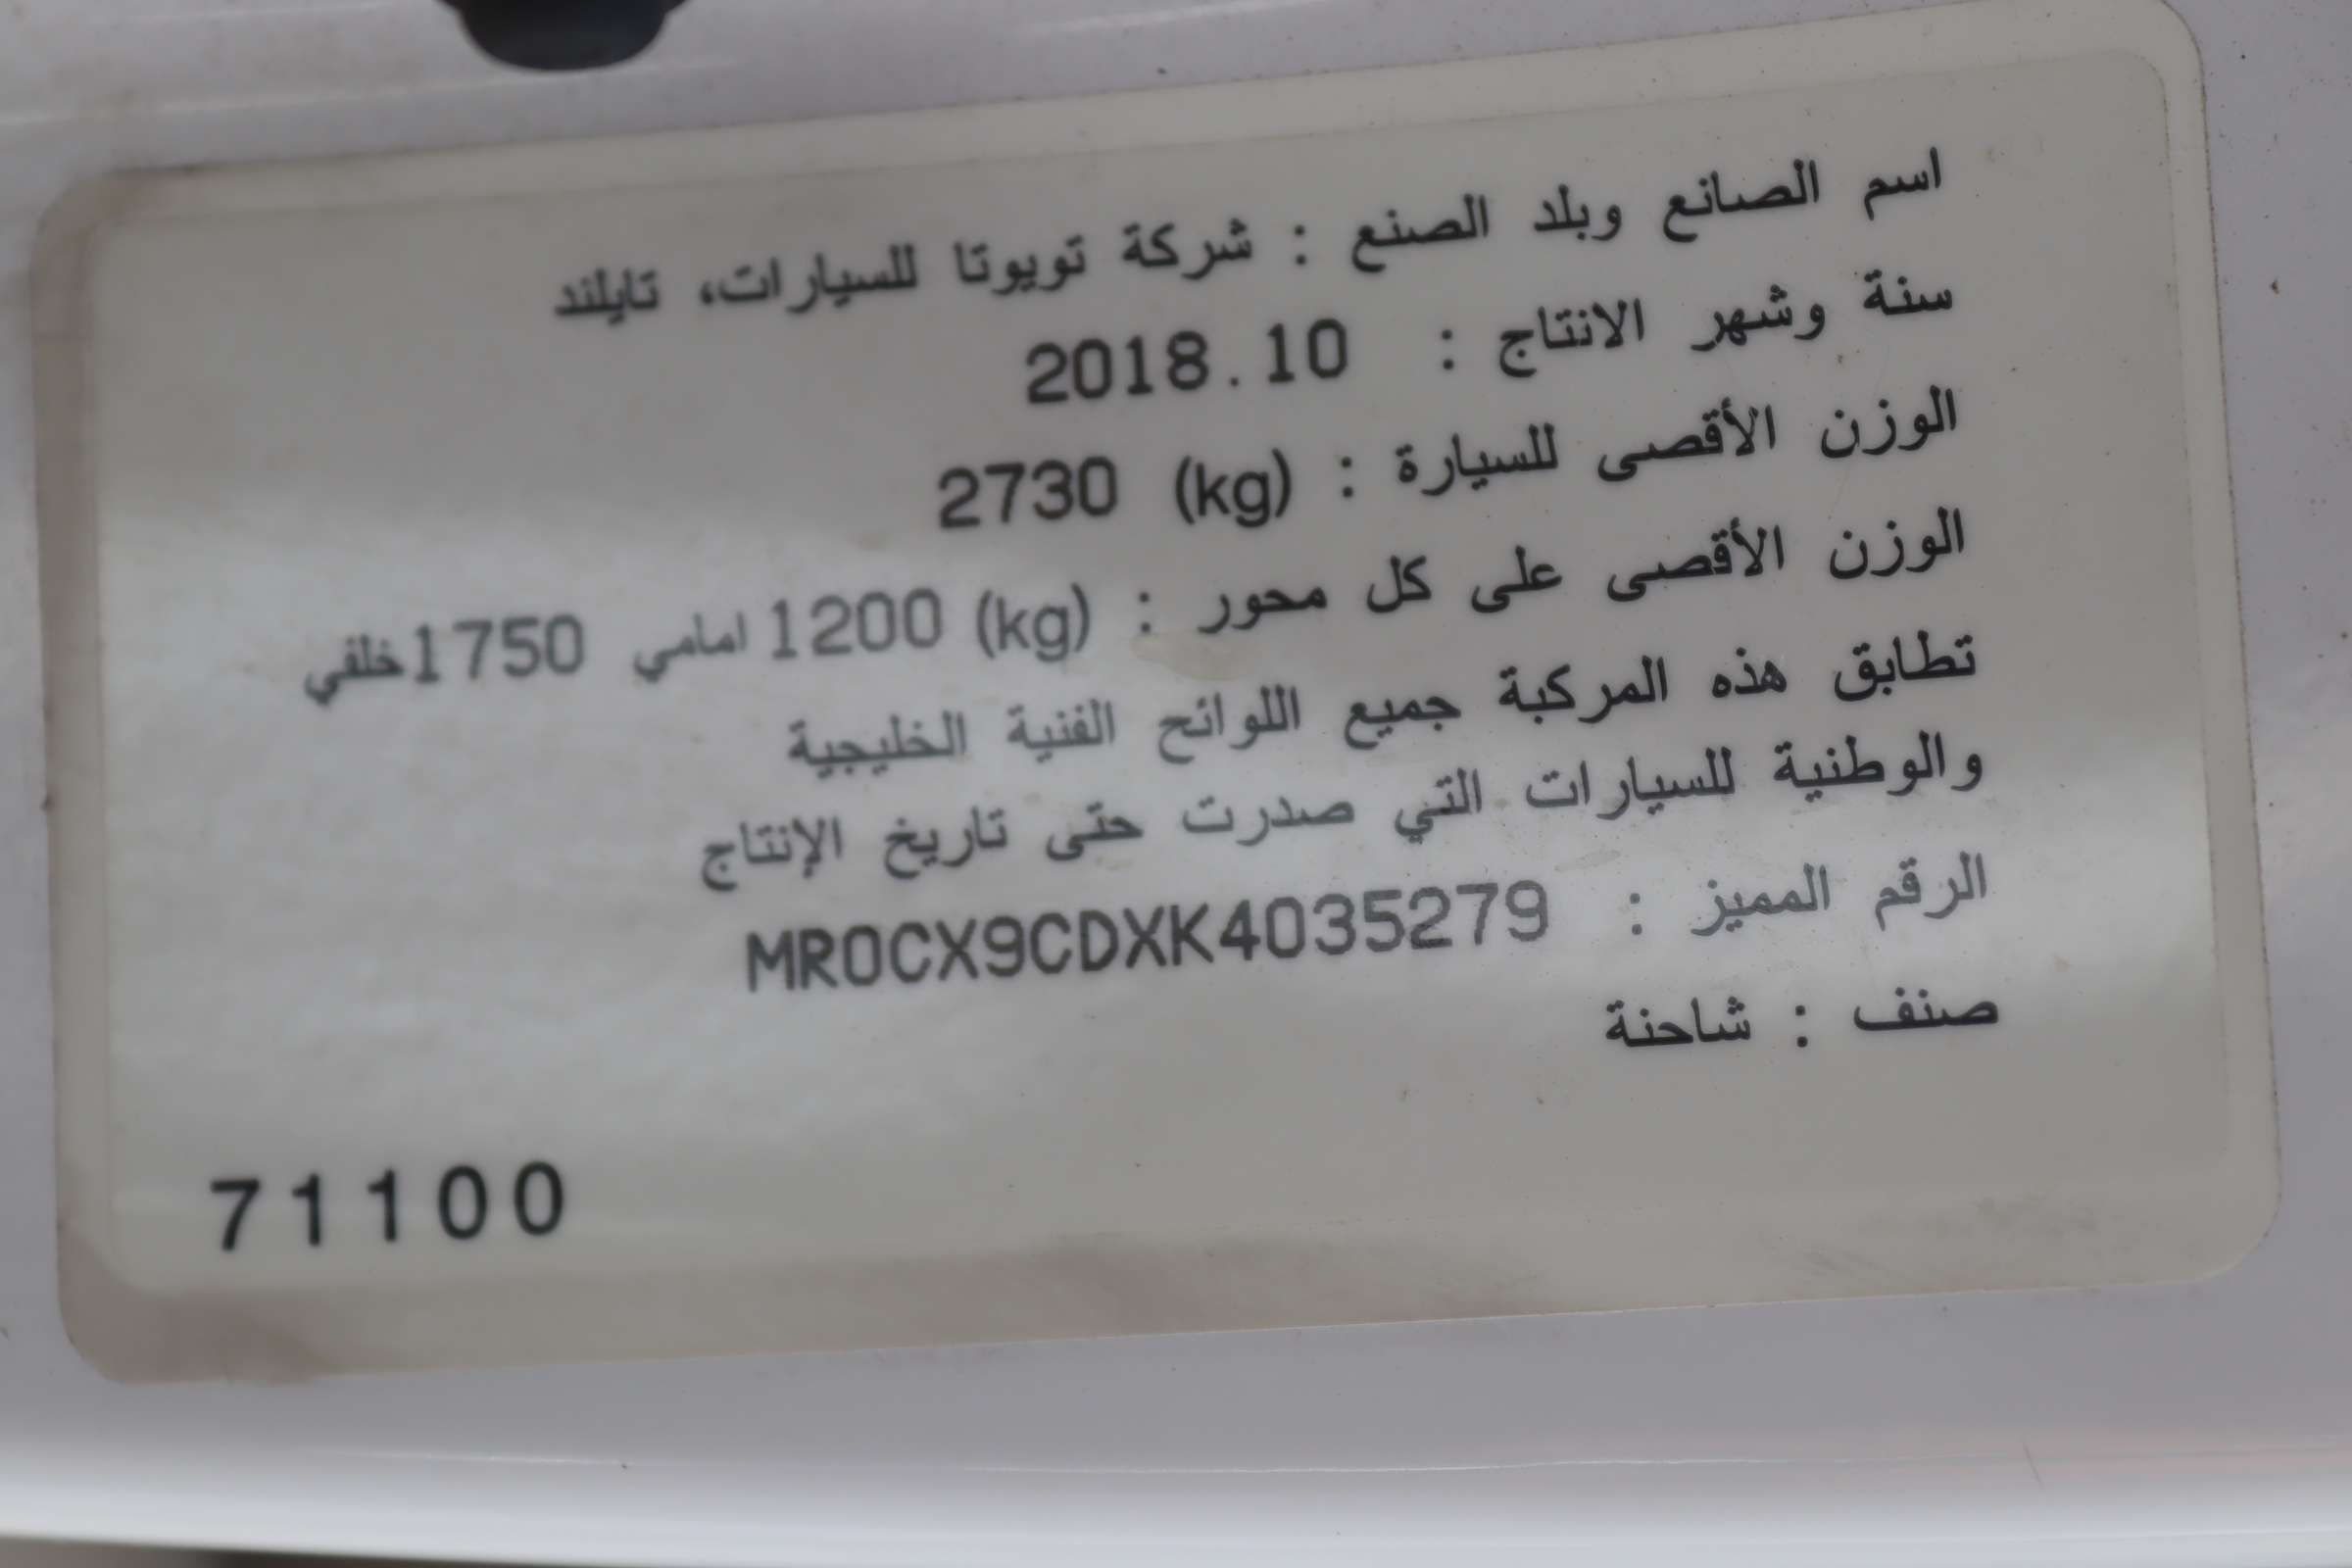 اسم الصانع وبلد الصنع : شركة تويوتا للسيارات، تايلند
سنة وشهر الانتاج : 2018.10
الوزن الأقصى للسيارة : (kg) 2730
الوزن الأقصى على كل محور : (kg) 1200 امامي 1750 خلفي
تطابق هذه المركبة جميع اللوائح الفنية الخليجية
والوطنية للسيارات التي صدرت حتى تاريخ الإنتاج
الرقم المميز : MR0CX9CDXK4035279
صنف : شاحنة
71100